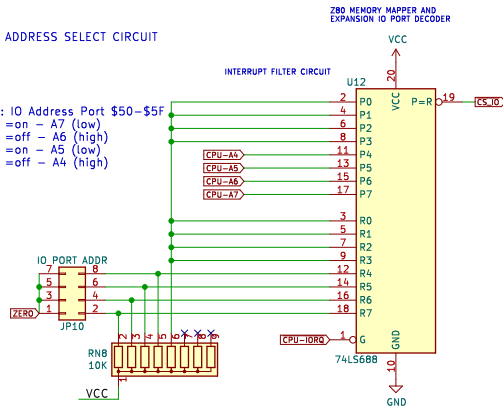 Z80 MEMORY MAPPER AND
EXPANSION IO PORT DECODER
ADDRESS SELECT CIRCUIT
VCC
INTERRUPT FILTER CIRCUIT
U12
20
VCC
: IO Address Port $50-$5F
=on - A7 (low)
=off - A6 (high)
=on - A5 (low)
=off - A4 (high)
2 P0
P=R 19 CS_IO
4 P1
6 P2
8 P3
CPU-A4 11 P4
CPU-A5 13 P5
CPU-A6 15 P6
CPU-A7 17 P7
3 R0
5 R1
7 R2
9 R3
IO_PORT ADDR
7 8 12 R4
5 6 14 R5
3 4 16 R6
ZERO 1 2 18 R7
JP10
2 3 4 5 6 7 8 9
CPU-IORQ 1 G
GND
74LS688
RN8
10K
10
1
VCC
GND